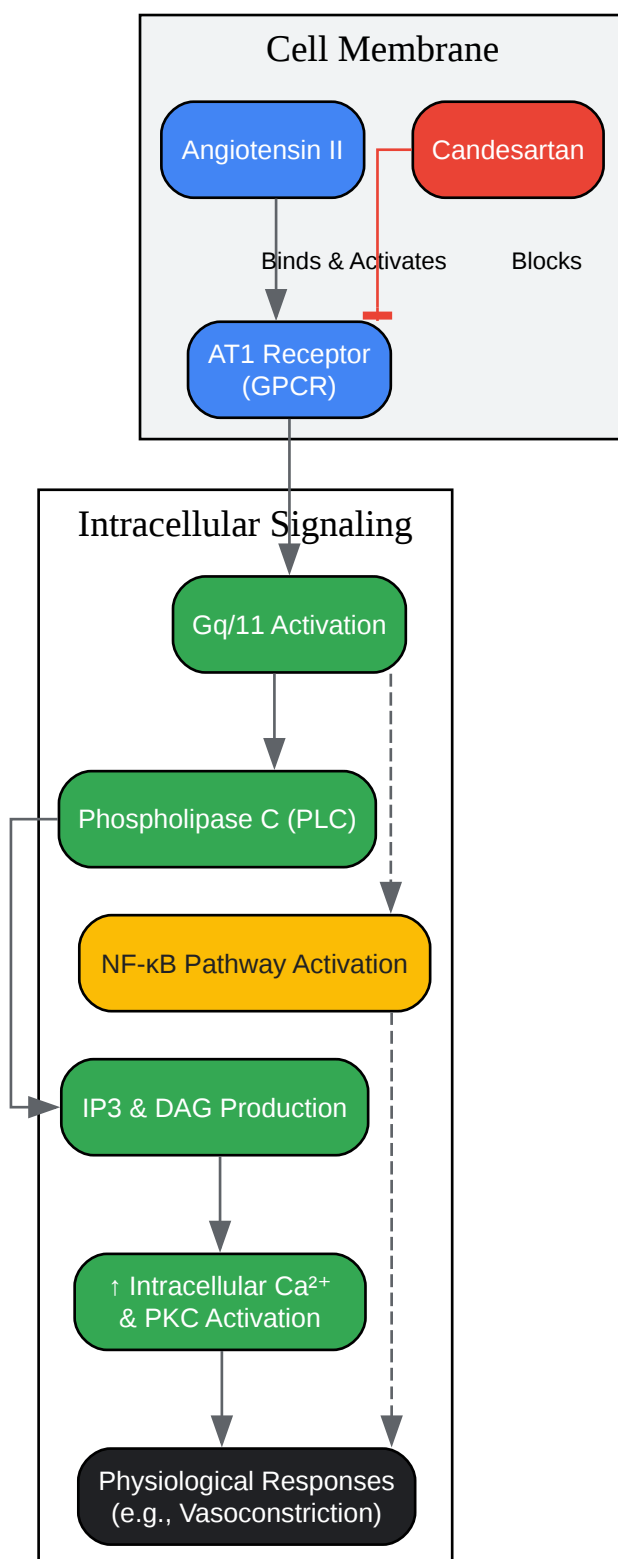 Cell Membrane
Angiotensin II
Candesartan
Binds & Activates
Blocks
AT1 Receptor
(GPCR)
Intracellular Signaling
Gq/11 Activation
Phospholipase C (PLC)
NF-κB Pathway Activation
IP3 & DAG Production
↑ Intracellular Ca²⁺
& PKC Activation
Physiological Responses
(e.g., Vasoconstriction)